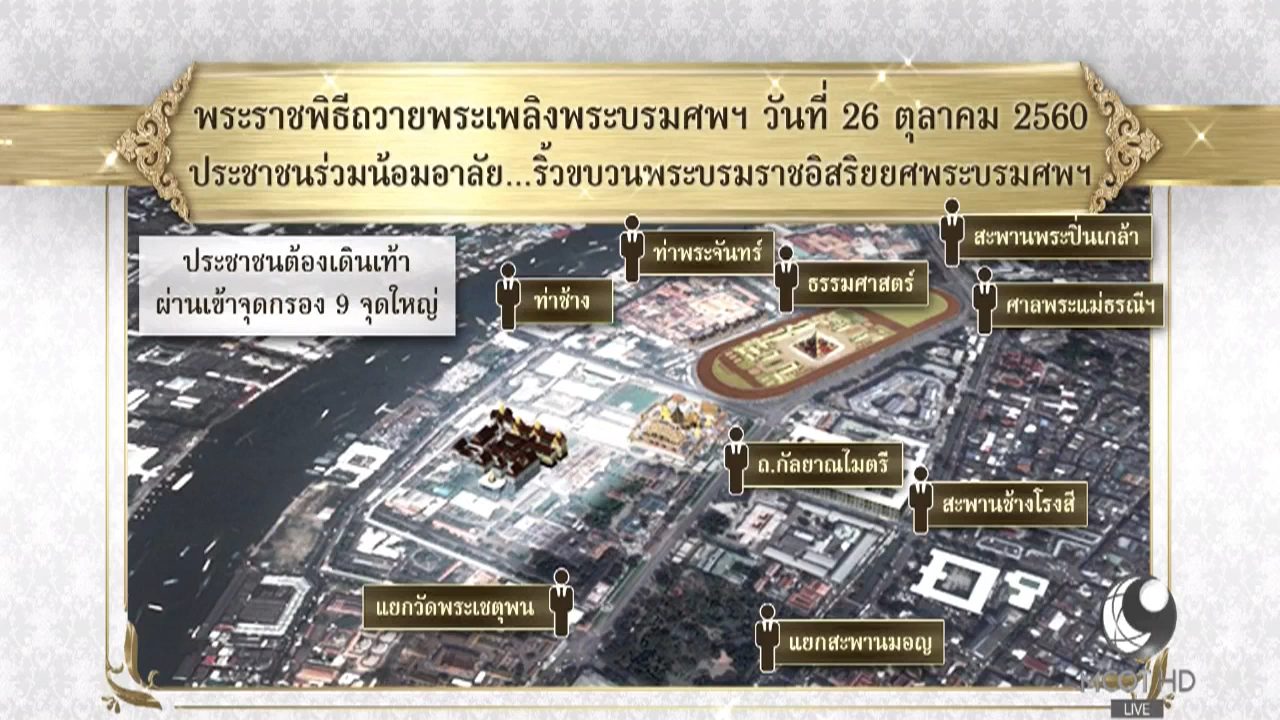 พระราชพิธีถวายพระเพลิงพระบรมศพฯ วันที่ 26 ตุลาคม 2560
ประชาชนร่วมน้อมอาลัย...ริ้วขบวนพระบรมราชอิสริยยศพระบรมศพฯ
ประชาชนต้องเดินเท้า
ผ่านเข้าจุดกรอง 9 จุดใหญ่
สะพานพระปิ่นเกล้า
ท่าพระจันทร์
ธรรมศาสตร์
ท่าช้าง
ศาลพระแม่ธรณีฯ
ถ.กัลยาณไมตรี
สะพานช้างโรงสี
แยกวัดพระเชตุพน
แยกสะพานมอญ
MCOT HD
LIVE